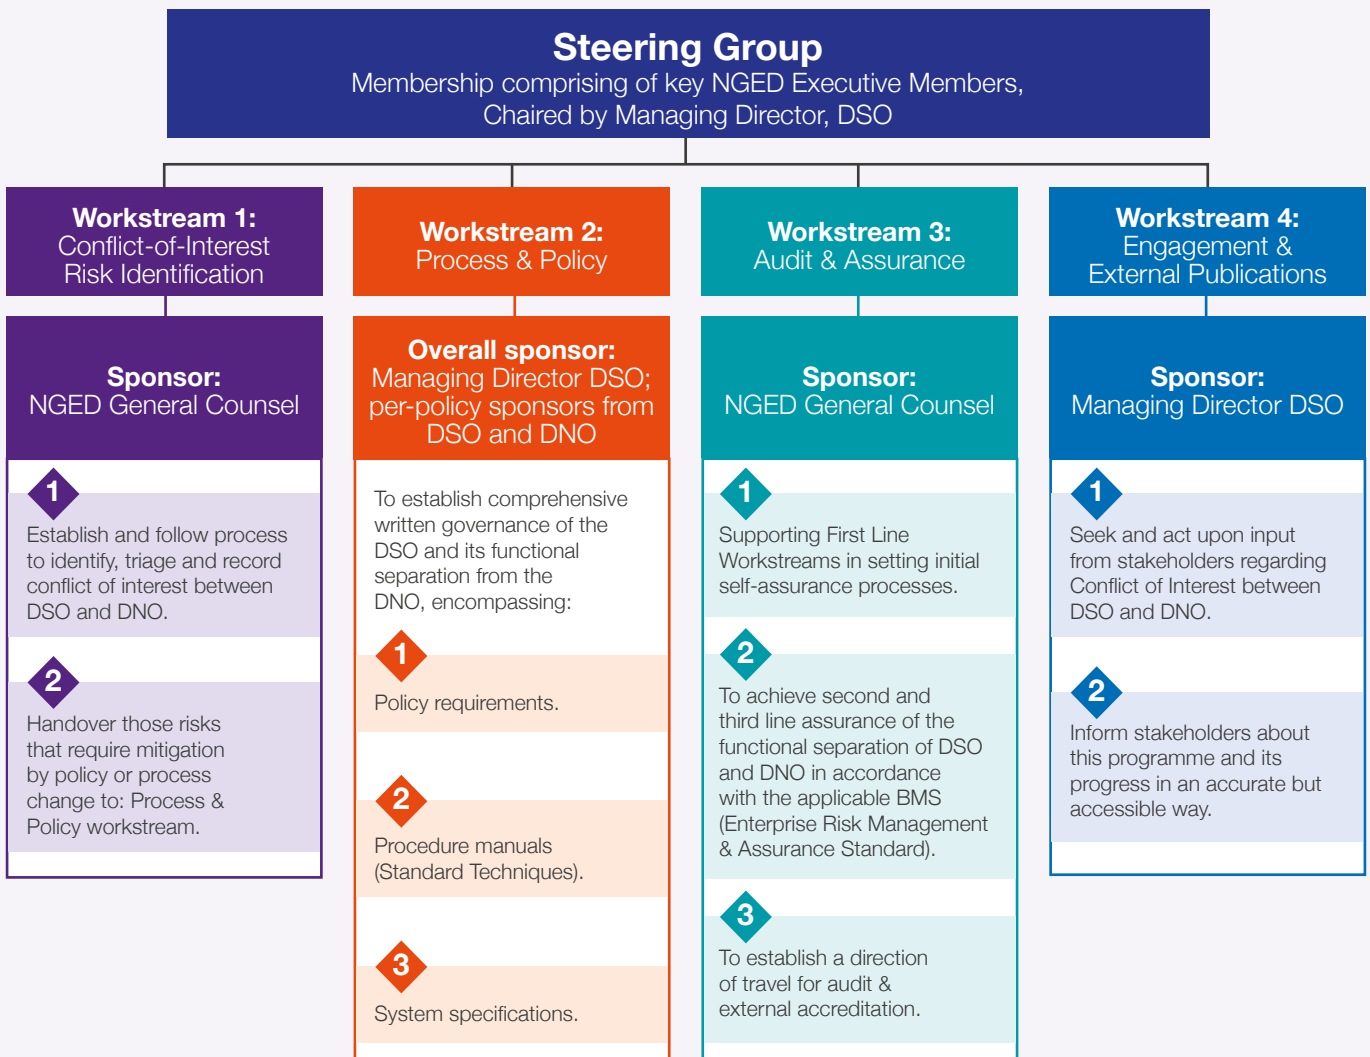 Steering Group
Membership comprising of key NGED Executive Members,
Chaired by Managing Director, DSO
Workstream 1:
Conflict-of-Interest
Risk Identification
Sponsor:
NGED General Counsel
1
Establish and follow process
to identify, triage and record
conflict of interest between
DSO and DNO.
2
Handover those risks
that require mitigation
by policy or process
change to: Process &
Policy workstream.
Workstream 2:
Process & Policy
Overall sponsor:
Managing Director DSO;
per-policy sponsors from
DSO and DNO
To establish comprehensive
written governance of the
DSO and its functional
separation from the
DNO, encompassing:
1
Policy requirements.
2
Procedure manuals
(Standard Techniques).
3
System specifications.
Workstream 3:
Audit & Assurance
Sponsor:
NGED General Counsel
1
Supporting First Line
Workstreams in setting initial
self-assurance processes.
2
To achieve second and
third line assurance of the
functional separation of DSO
and DNO in accordance
with the applicable BMS
(Enterprise Risk Management
& Assurance Standard).
3
To establish a direction
of travel for audit &
external accreditation.
Workstream 4:
Engagement &
External Publications
Sponsor:
Managing Director DSO
1
Seek and act upon input
from stakeholders regarding
Conflict of Interest between
DSO and DNO.
2
Inform stakeholders about
this programme and its
progress in an accurate but
accessible way.